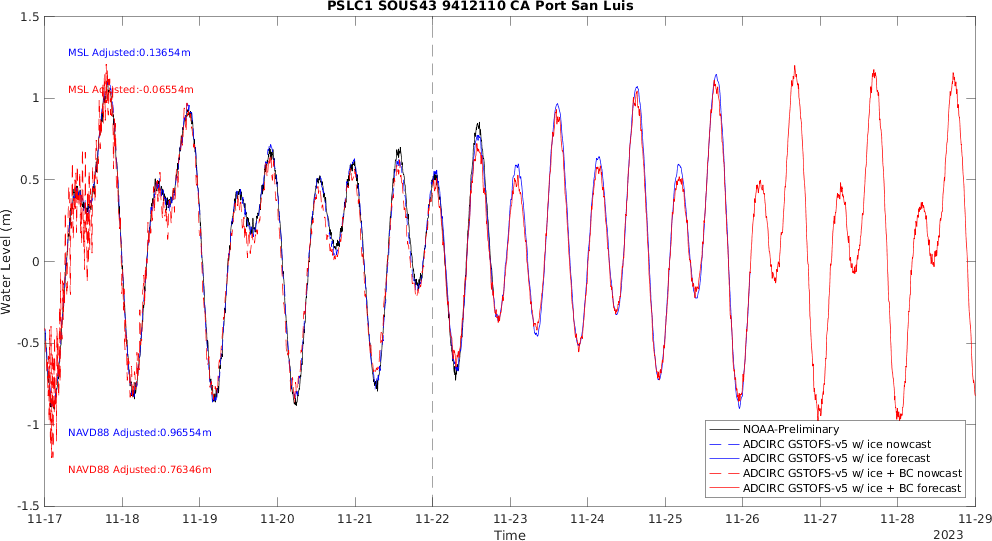 PSLC1 SOUS43 9412110 CA Port San Luis
1.5
1
0.5
0
-0.5
-1
-1.5
Water Level (m)
MSL Adjusted:0.13654m
MSL Adjusted:-0.06554m
NAVD88 Adjusted:0.96554m
NAVD88 Adjusted:0.76346m
NOAA-Preliminary
ADCIRC GSTOFS-v5 w/ ice nowcast
ADCIRC GSTOFS-v5 w/ ice forecast
ADCIRC GSTOFS-v5 w/ ice + BC nowcast
ADCIRC GSTOFS-v5 w/ ice + BC forecast
11-17 11-18 11-19 11-20 11-21 11-22 11-23 11-24 11-25 11-26 11-27 11-28 11-29
Time
2023